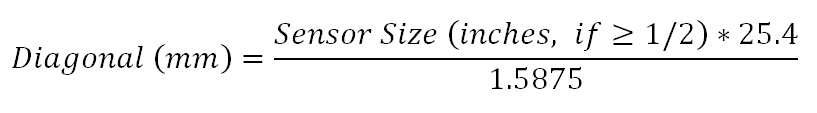 Diagonal (mm) = Sensor Size (inches, if ≥ 1/2) * 25.4
1.5875